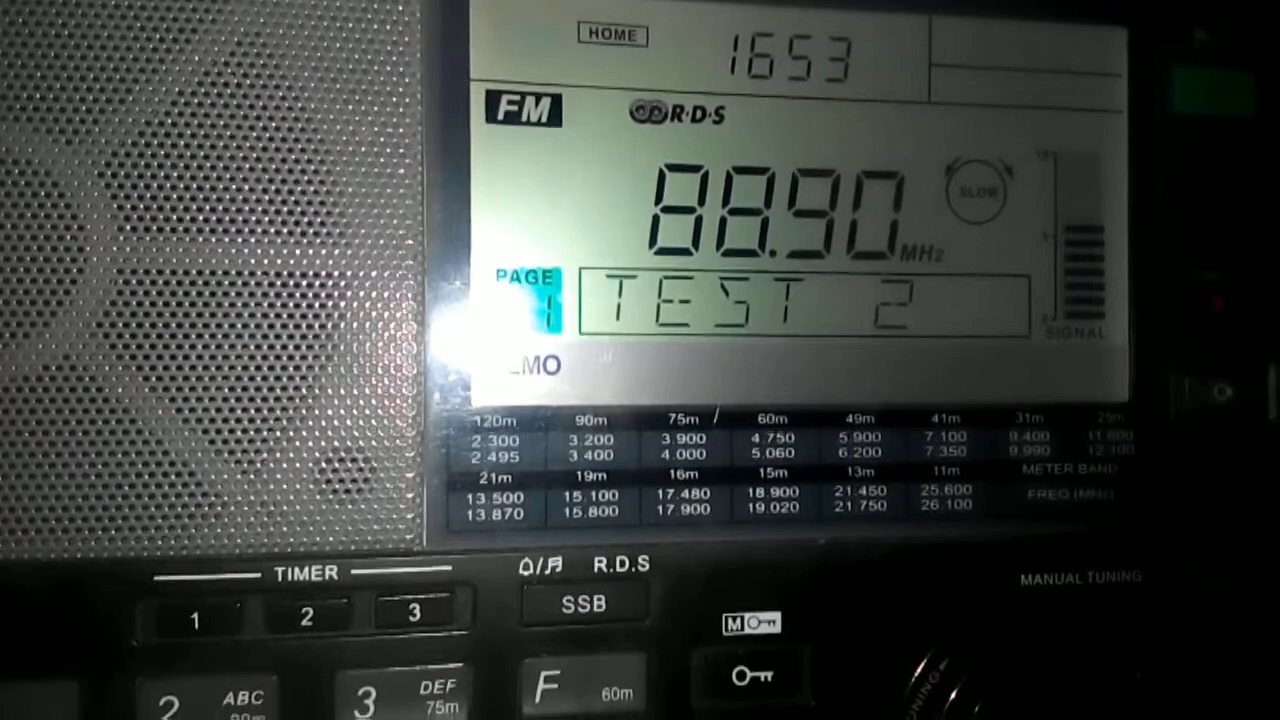 HOME 1653
FM R·D·S
88.90 MHz
SLOW
PAGE
1
TEST 2
SIGNAL
120m 90m 75m 60m 49m 41m 31m 25m
2.300 3.200 3.900 4.750 5.900 7.100 9.400 11.600
2.495 3.400 4.000 5.060 6.200 7.350 9.990 12.100
21m 19m 16m 15m 13m 11m METER BAND
13.500 15.100 17.480 18.900 21.450 25.600 FREQ (MHz)
13.870 15.800 17.900 19.020 21.750 26.100
TIMER R.D.S MANUAL TUNING
1 2 3 SSB
M
2 ABC 3 DEF F 60m
90m 75m